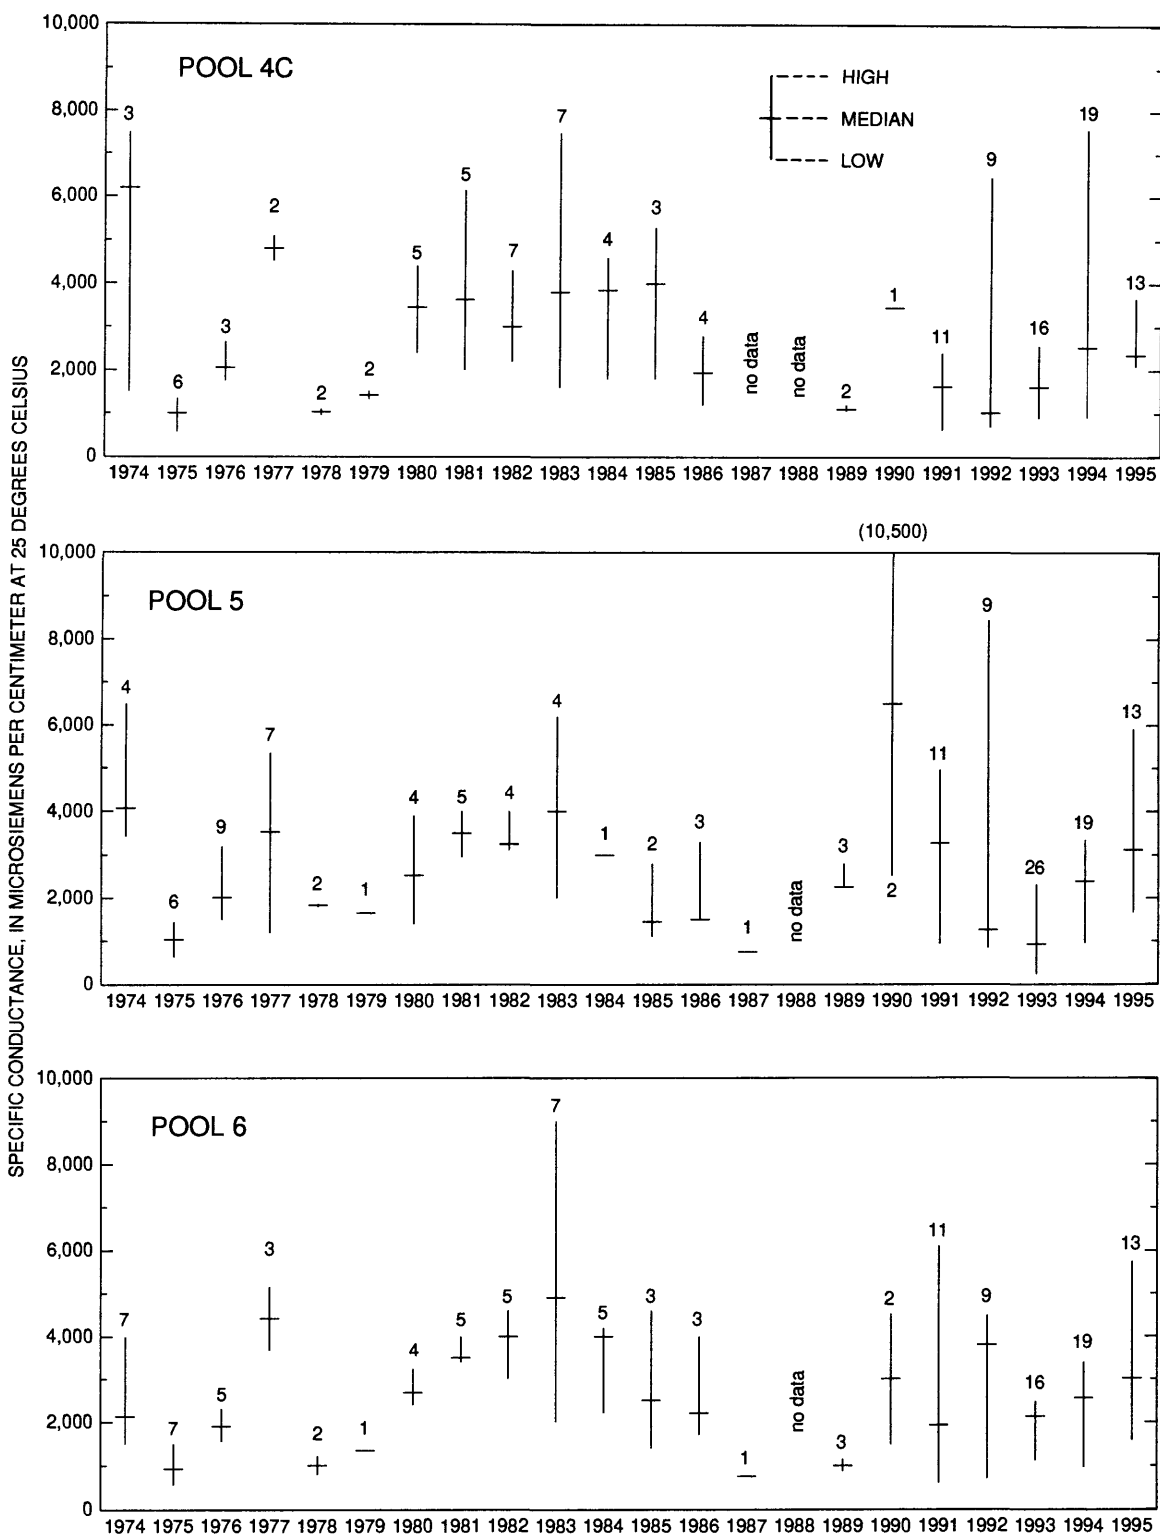 SPECIFIC CONDUCTANCE, IN MICROSIEMENS PER CENTIMETER AT 25 DEGREES CELSIUS
POOL 4C
HIGH
MEDIAN
LOW
10,000
8,000
6,000
4,000
2,000
0
3 6 3 2 2 2 5 5 7 7 4 3 4 no data no data 2 1 11 9 16 19 13
1974 1975 1976 1977 1978 1979 1980 1981 1982 1983 1984 1985 1986 1987 1988 1989 1990 1991 1992 1993 1994 1995
(10,500)
POOL 5
10,000
8,000
6,000
4,000
2,000
0
4 6 9 7 2 1 4 5 4 4 1 2 3 1 no data 3 2 11 9 26 19 13
1974 1975 1976 1977 1978 1979 1980 1981 1982 1983 1984 1985 1986 1987 1988 1989 1990 1991 1992 1993 1994 1995
POOL 6
10,000
8,000
6,000
4,000
2,000
0
7 7 5 3 2 1 4 5 5 7 5 3 3 1 no data 3 2 11 9 16 19 13
1974 1975 1976 1977 1978 1979 1980 1981 1982 1983 1984 1985 1986 1987 1988 1989 1990 1991 1992 1993 1994 1995